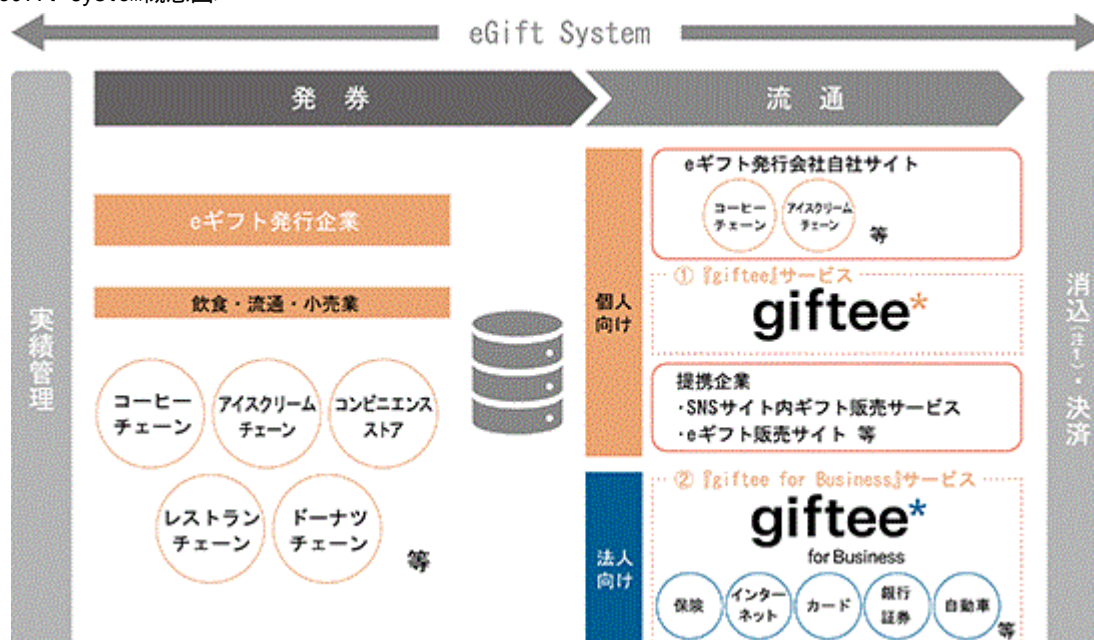 eGift System
発券
流通
実績管理
eギフト発行企業
飲食・流通・小売業
コーヒー
チェーン
アイスクリーム
チェーン
コンビニエンス
ストア
レストラン
チェーン
ドーナツ
チェーン
等
個人
向け
eギフト発行会社自社サイト
コーヒー
チェーン
アイスクリーム
チェーン
等
①『giftee』サービス
giftee*
提携企業
・SNSサイト内ギフト販売サービス
・eギフト販売サイト 等
法人
向け
②『giftee for Business』サービス
giftee*
for Business
保険
インター
ネット
カード
銀行
証券
自動車
等
消込(注1)・決済